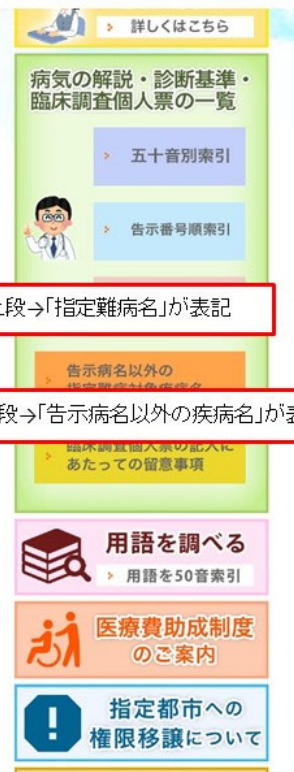 詳しくはこちら
病気の解説・診断基準・
臨床調査個人票の一覧
五十音別索引
告示番号順索引
段→「指定難病名」が表記
告示病名以外の
段→「告示病名以外の疾病名」が表
臨床調査個人票の記入に
あたっての留意事項
用語を調べる
用語を50音索引
医療費助成制度
のご案内
指定都市への
権限移譲について